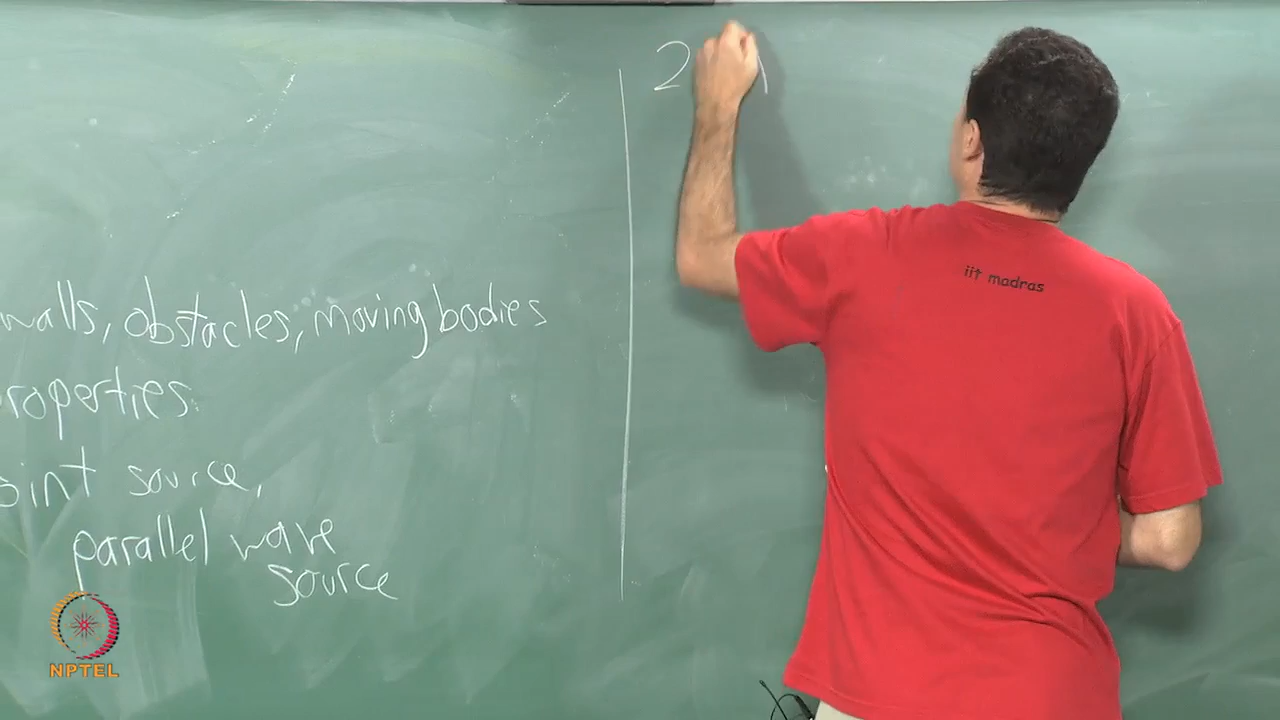 walls, obstacles, moving bodies
roperties
oint source,
parallel wave
source
2
iit madras
NPTEL